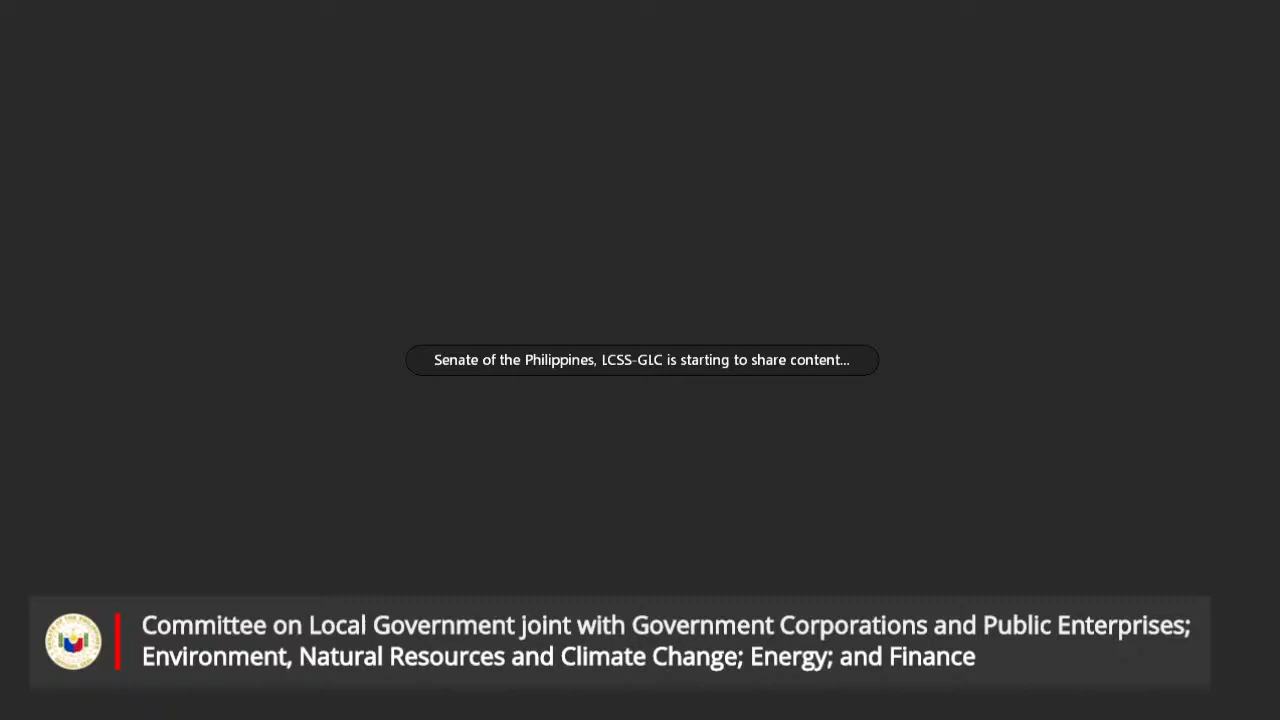 Senate of the Philippines, LCSS-GLC is starting to share content...
Committee on Local Government joint with Government Corporations and Public Enterprises;
Environment, Natural Resources and Climate Change; Energy; and Finance